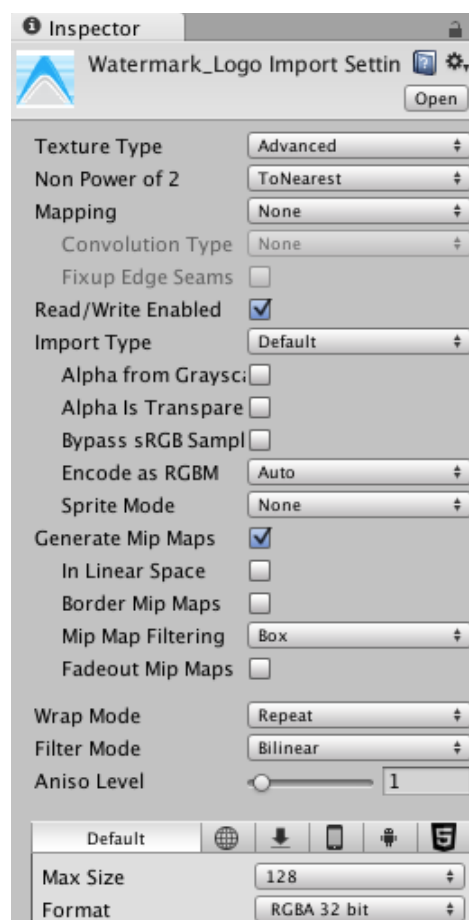 Inspector
Watermark_Logo Import Settin
Open
Texture Type Advanced
Non Power of 2 ToNearest
Mapping None
Convolution Type None
Fixup Edge Seams
Read/Write Enabled
Import Type Default
Alpha from Graysca
Alpha Is Transpare
Bypass sRGB Sampl
Encode as RGBM Auto
Sprite Mode None
Generate Mip Maps
In Linear Space
Border Mip Maps
Mip Map Filtering Box
Fadeout Mip Maps
Wrap Mode Repeat
Filter Mode Bilinear
Aniso Level 1
Default
Max Size 128
Format RGBA 32 bit